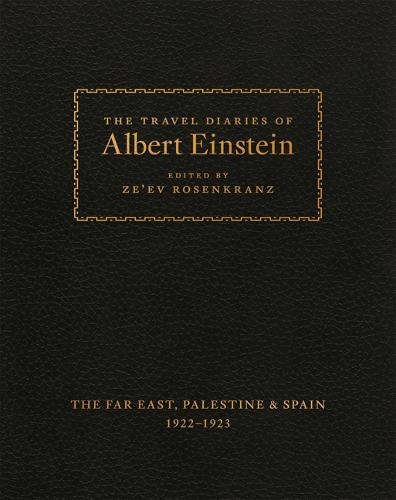 THE TRAVEL DIARIES OF
Albert Einstein
EDITED BY
ZE'EV ROSENKRANZ
THE FAR EAST, PALESTINE & SPAIN
1922–1923